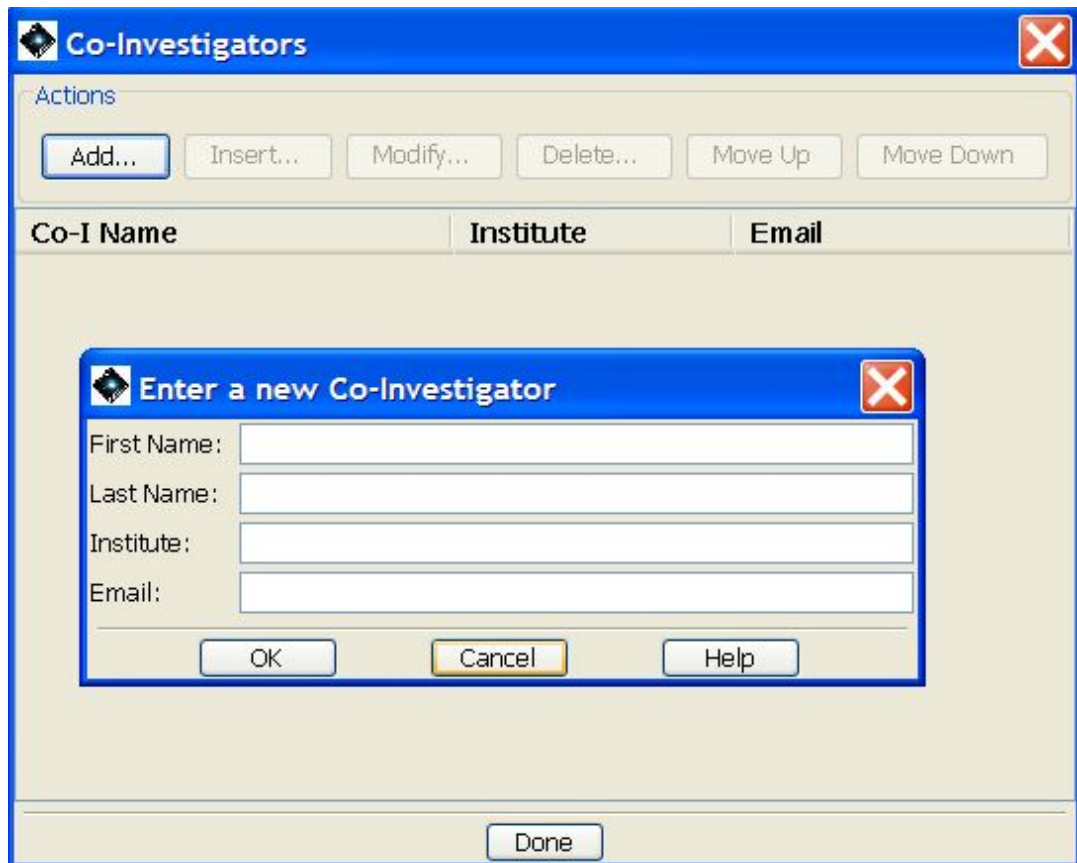 Co-Investigators
Actions
Add... Insert... Modify... Delete... Move Up Move Down
Co-I Name Institute Email
Enter a new Co-Investigator
First Name:
Last Name:
Institute:
Email:
OK Cancel Help
Done